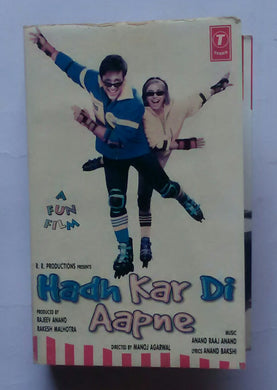 T
T-Series
A
FUN
FILM
R. R. PRODUCTIONS PRESENTS
Hadh Kar Di
Aapne
PRODUCED BY
RAJEEV ANAND
RAKESH MALHOTRA
MUSIC
ANAND RAAJ ANAND
LYRICS ANAND BAKSHI
DIRECTED BY MANOJ AGARWAL